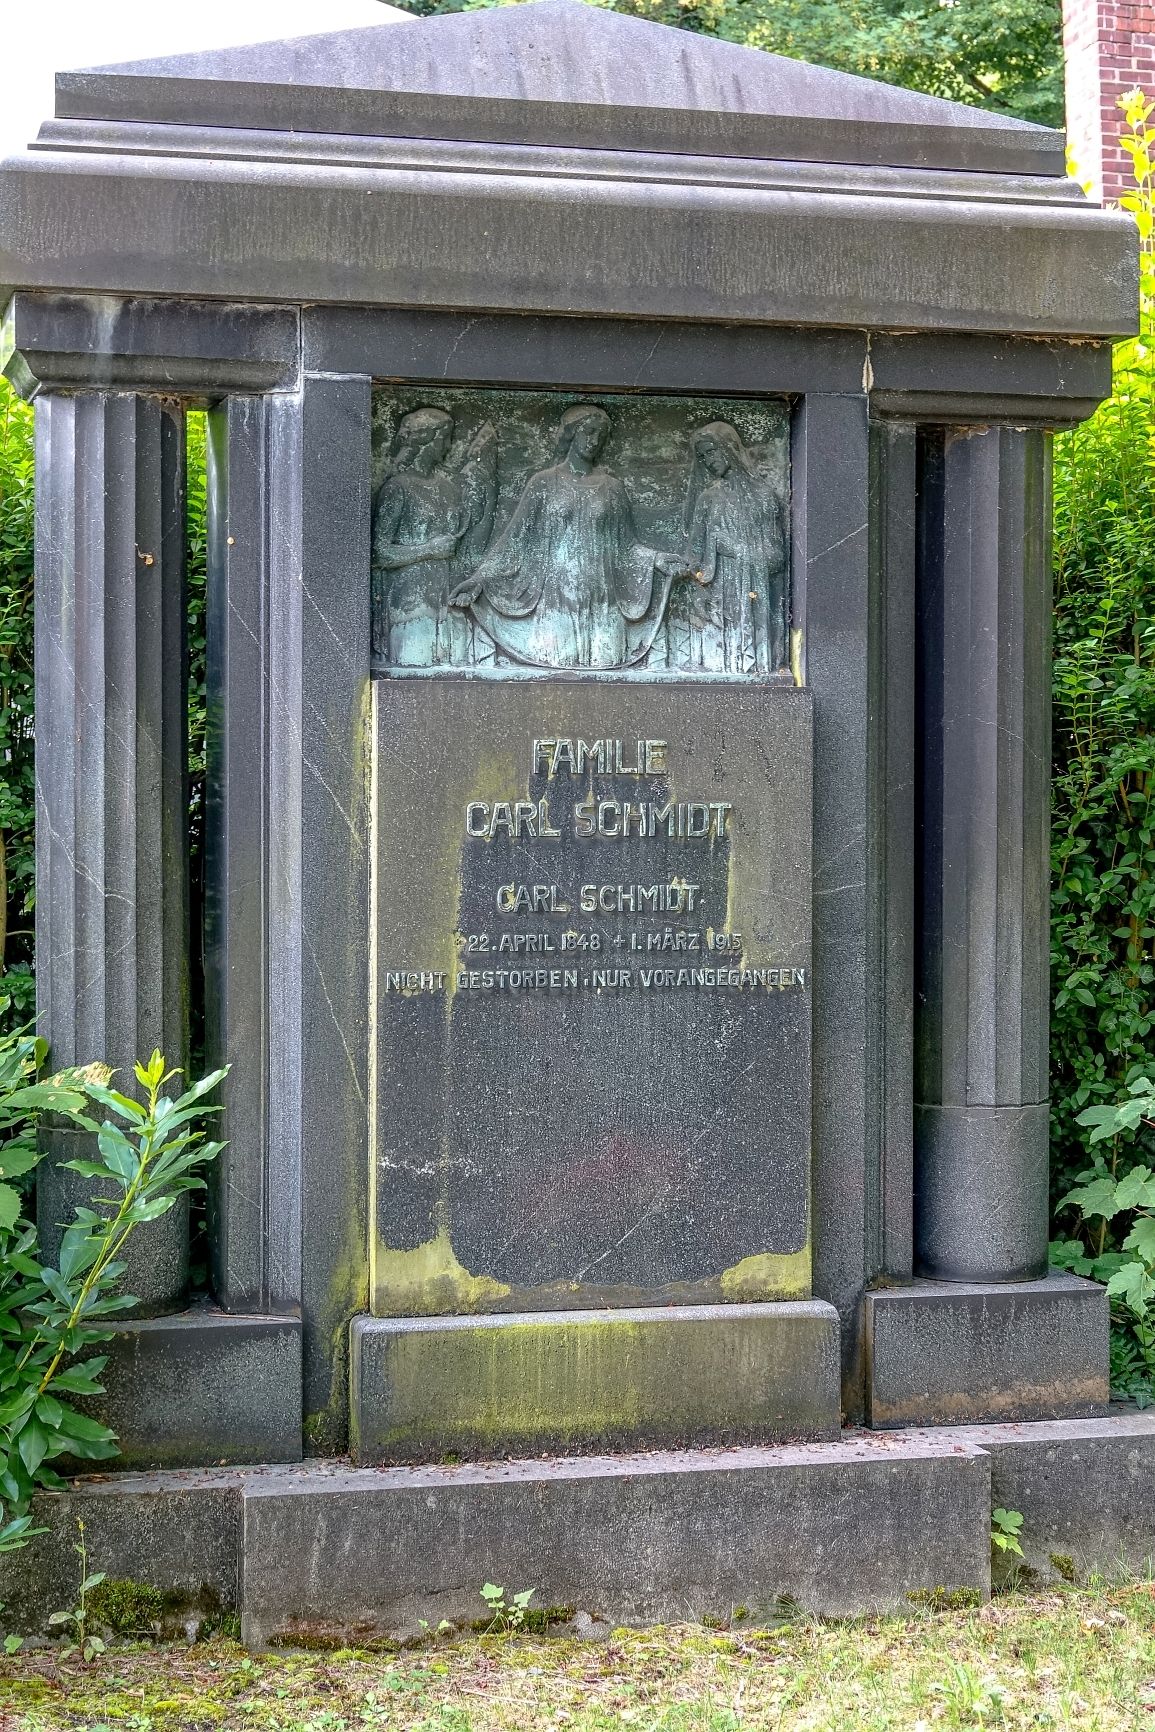 FAMILIE
CARL SCHMIDT
CARL SCHMIDT
22. APRIL 1848 + 1. MÄRZ 1915
NICHT GESTORBEN, NUR VORANGEGANGEN